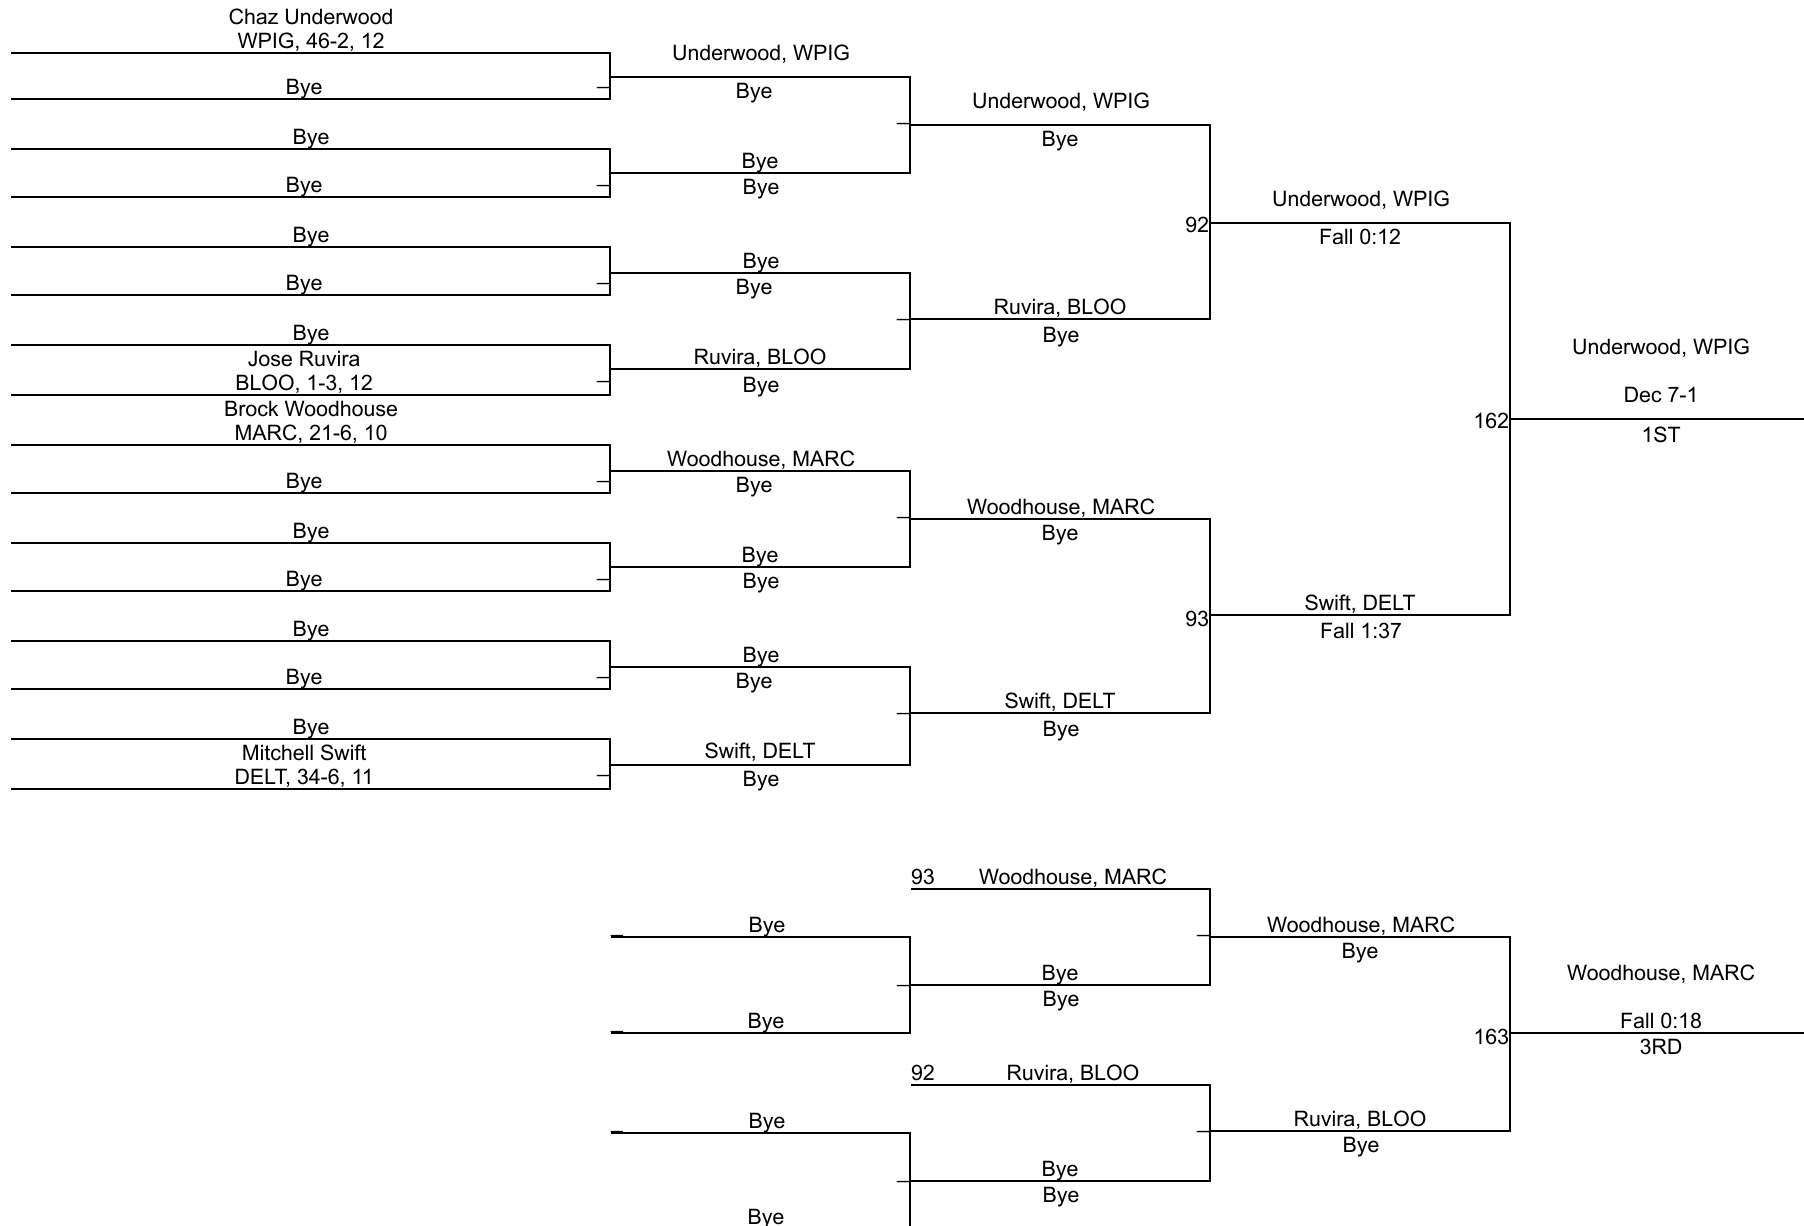 Chaz Underwood
WPIG, 46-2, 12
Bye
Bye
Bye
Bye
Bye
Bye
Jose Ruvira
BLOO, 1-3, 12
Brock Woodhouse
MARC, 21-6, 10
Bye
Bye
Bye
Bye
Bye
Bye
Mitchell Swift
DELT, 34-6, 11
Underwood, WPIG
Bye
Bye
Bye
Bye
Bye
Ruvira, BLOO
Bye
Woodhouse, MARC
Bye
Bye
Bye
Bye
Bye
Swift, DELT
Bye
Underwood, WPIG
Bye
Ruvira, BLOO
Bye
Woodhouse, MARC
Bye
Swift, DELT
Bye
92
93
Underwood, WPIG
Fall 0:12
Swift, DELT
Fall 1:37
162
Underwood, WPIG
Dec 7-1
1ST
Bye
Bye
Bye
Bye
93 Woodhouse, MARC
Bye
Bye
92 Ruvira, BLOO
Bye
Bye
Woodhouse, MARC
Bye
Ruvira, BLOO
Bye
163
Woodhouse, MARC
Fall 0:18
3RD